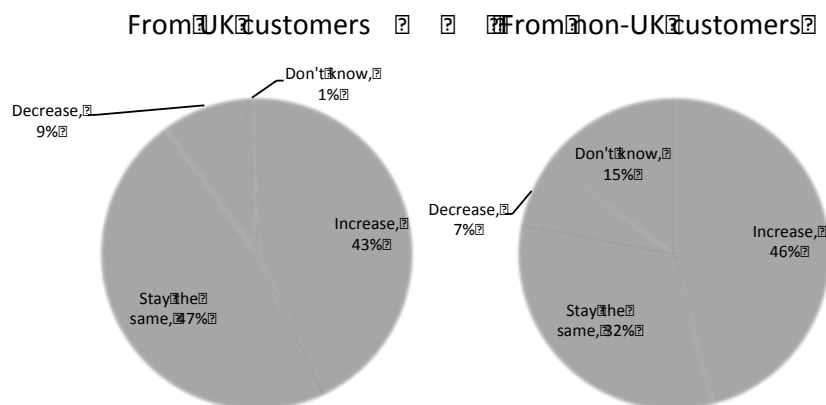 From UK customers
From non-UK customers
Don't know,
1%
Decrease,
9%
Increase,
43%
Stay the
same, 47%
Don't know,
15%
Decrease,
7%
Increase,
46%
Stay the
same, 32%